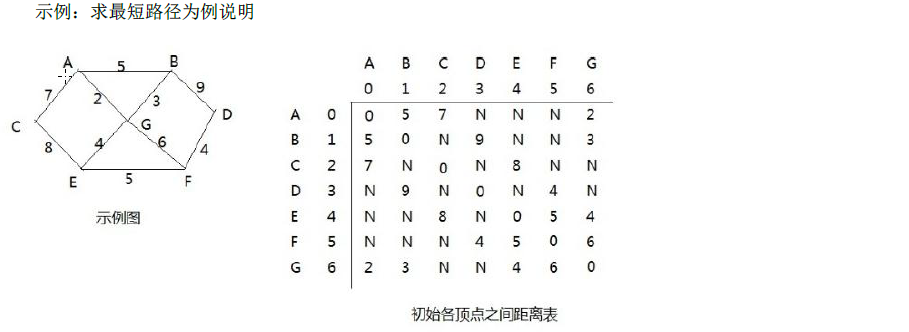 示例：求最短路径为例说明
A 5 B
7 2 3 9
C G D
8 4 6 4
E 5 F
示例图
A B C D E F G
0 1 2 3 4 5 6
A 0 0 5 7 N N N 2
B 1 5 0 N 9 N N 3
C 2 7 N 0 N 8 N N
D 3 N 9 N 0 N 4 N
E 4 N N 8 N 0 5 4
F 5 N N N 4 5 0 6
G 6 2 3 N N 4 6 0
初始各顶点之间距离表